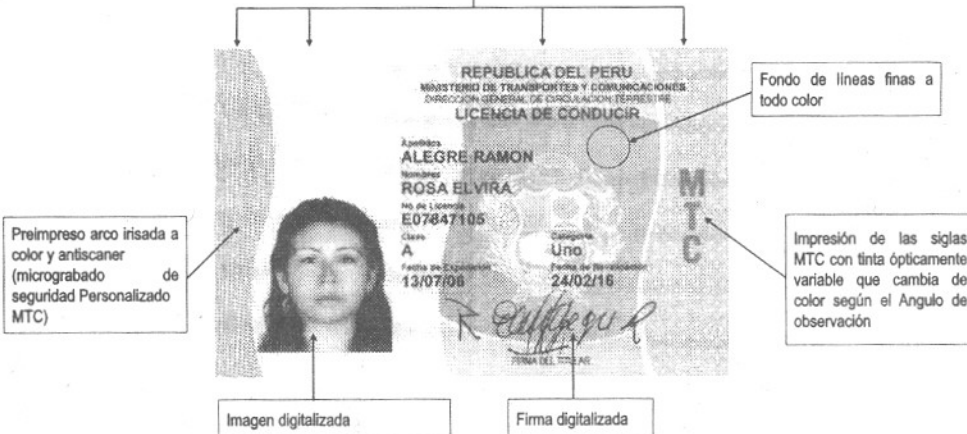 REPUBLICA DEL PERU
MINISTERIO DE TRANSPORTES Y COMUNICACIONES
DIRECCION GENERAL DE CIRCULACION TERRESTRE
LICENCIA DE CONDUCIR
Apellidos
ALEGRE RAMON
Nombres
ROSA ELVIRA
No de Licencia
E07847105
Clase
A
Categoria
Uno
Fecha de Expedición
13/07/06
Fecha de Revalidación
24/02/16
FIRMA DEL TITULAR
MTC
Fondo de líneas finas a
todo color
Preimpreso arco irisada a
color y antiscaner
(micrograbado de
seguridad Personalizado
MTC)
Impresión de las siglas
MTC con tinta ópticamente
variable que cambia de
color según el Angulo de
observación
Imagen digitalizada
Firma digitalizada